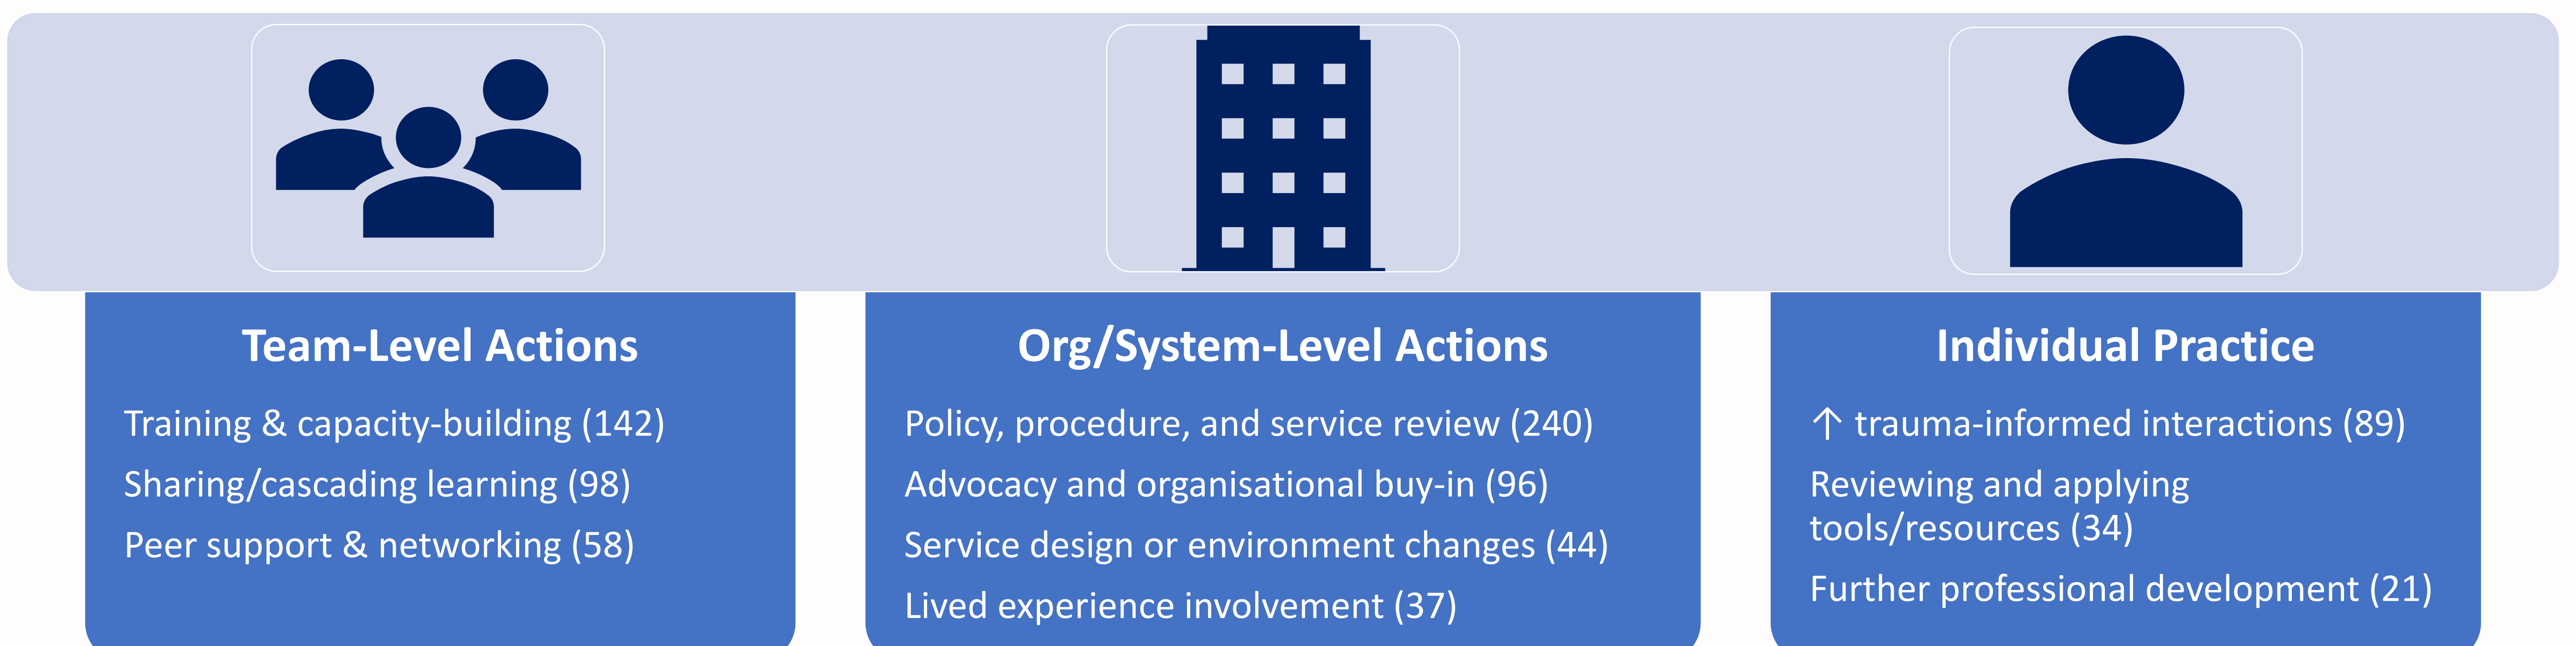 Team-Level Actions
Training & capacity-building (142)
Sharing/cascading learning (98)
Peer support & networking (58)
Org/System-Level Actions
Policy, procedure, and service review (240)
Advocacy and organisational buy-in (96)
Service design or environment changes (44)
Lived experience involvement (37)
Individual Practice
↑ trauma-informed interactions (89)
Reviewing and applying
tools/resources (34)
Further professional development (21)